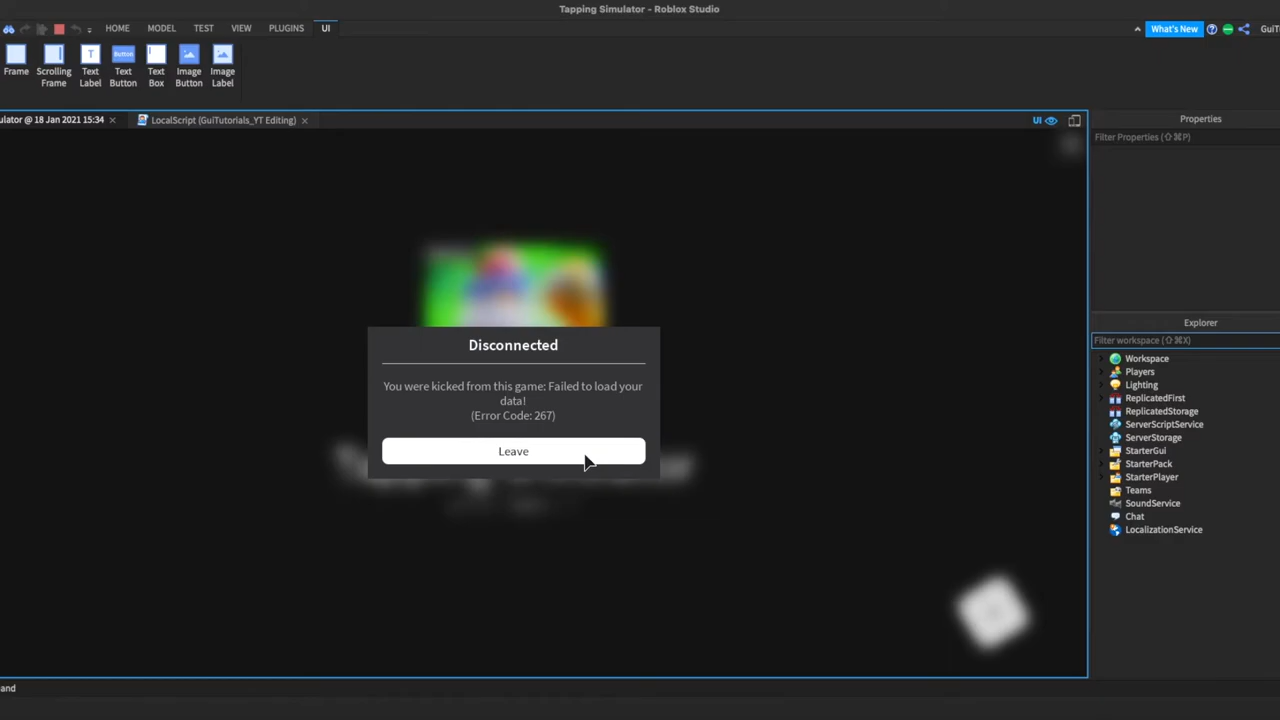 Tapping Simulator - Roblox Studio
HOME MODEL TEST VIEW PLUGINS UI
What's New
Frame Scrolling Frame Text Label Text Button Text Box Image Button Image Label
T
Button
ulator @ 18 Jan 2021 15:34 × LocalScript (GuiTutorials_YT Editing) ×
UI
Properties
Filter Properties (⇧⌘P)
Disconnected
You were kicked from this game: Failed to load your
data!
(Error Code: 267)
Leave
Explorer
Filter workspace (⇧⌘X)
Workspace
Players
Lighting
ReplicatedFirst
ReplicatedStorage
ServerScriptService
ServerStorage
StarterGui
StarterPack
StarterPlayer
Teams
SoundService
Chat
LocalizationService
and